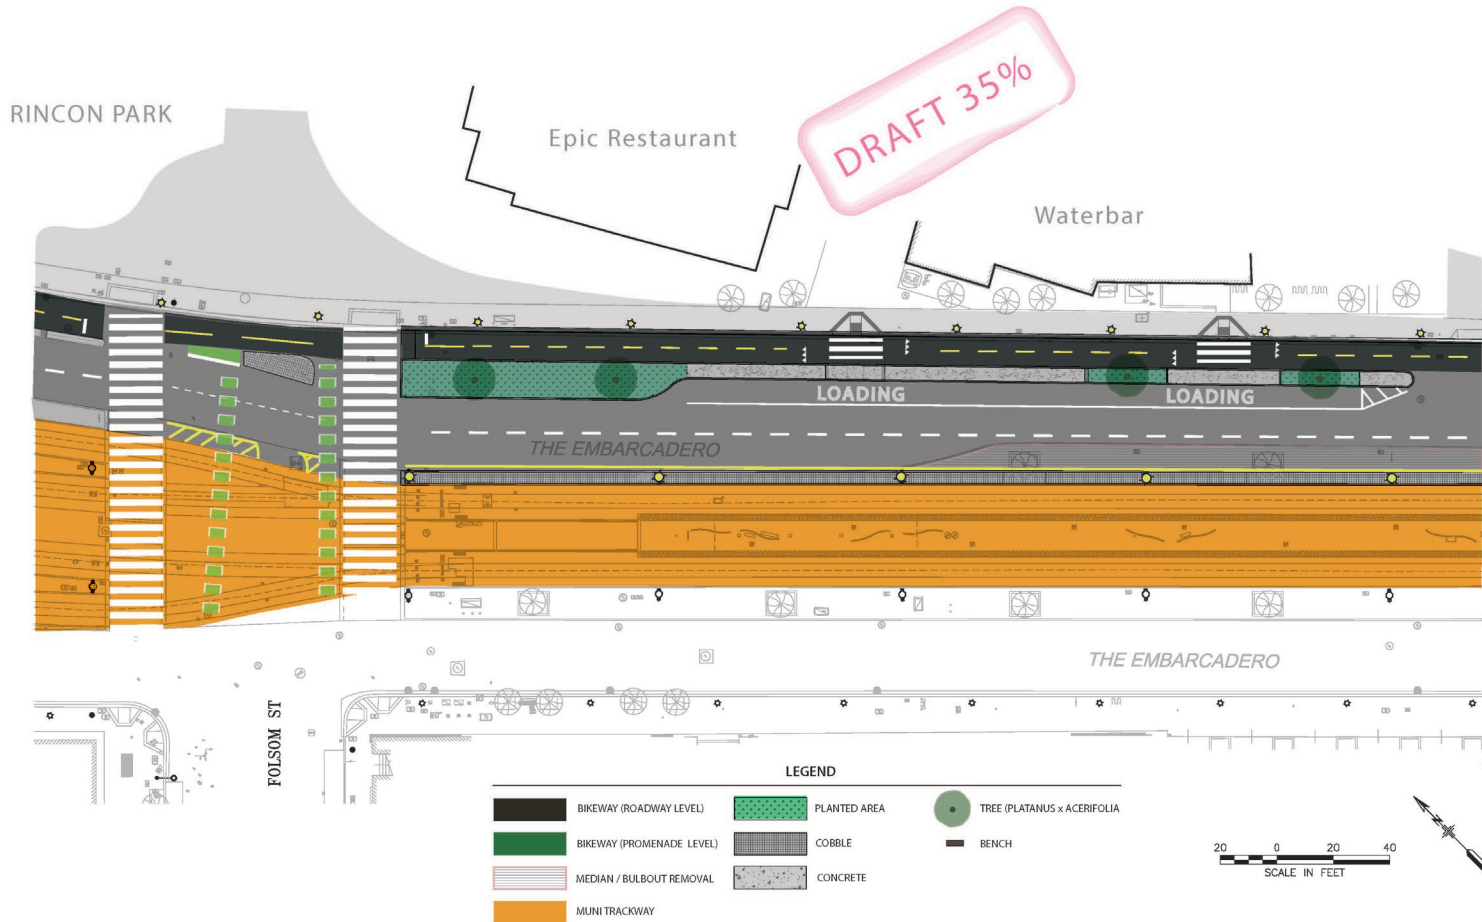 RINCON PARK
Epic Restaurant
DRAFT 35%
Waterbar
LOADING
LOADING
THE EMBARCADERO
THE EMBARCADERO
FOLSOM ST
LEGEND
BIKEWAY (ROADWAY LEVEL)
PLANTED AREA
TREE (PLATANUS x ACERIFOLIA
BIKEWAY (PROMENADE LEVEL)
COBBLE
BENCH
MEDIAN / BULBOUT REMOVAL
CONCRETE
MUNI TRACKWAY
N
20 0 20 40
SCALE IN FEET